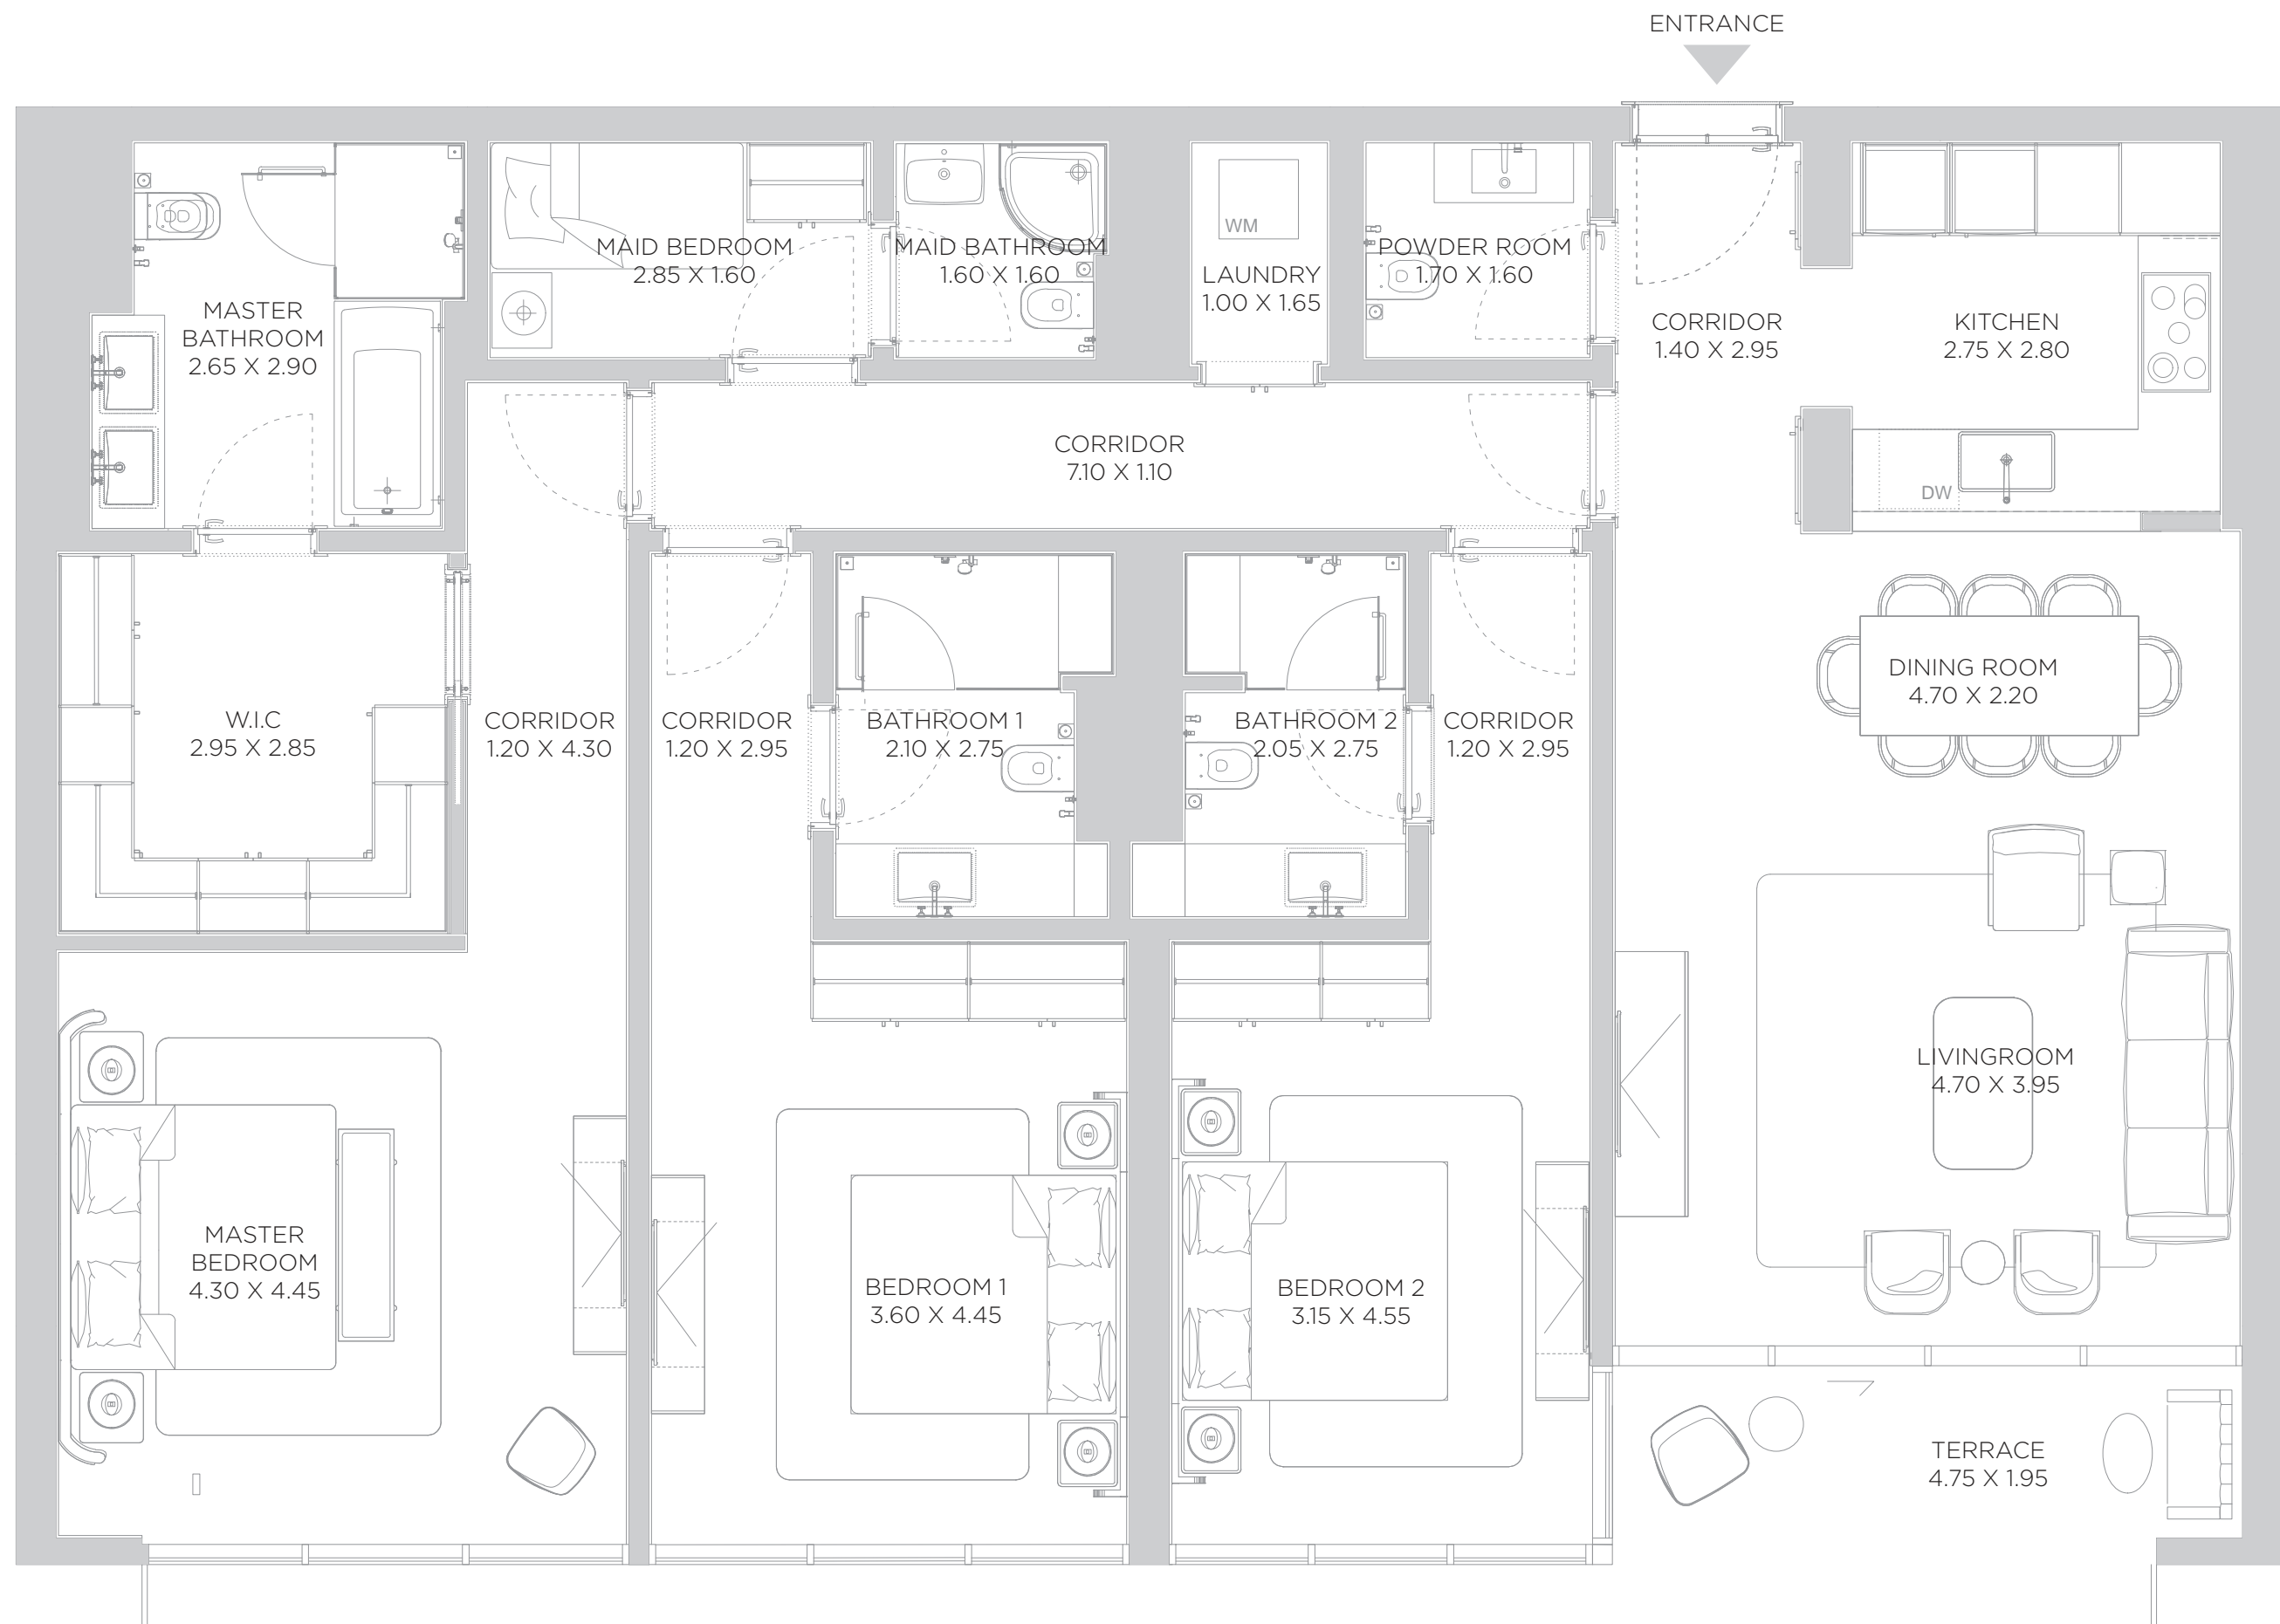 ENTRANCE
MAID BEDROOM
2.85 X 1.60
MAID BATHROOM
1.60 X 1.60
WM
LAUNDRY
1.00 X 1.65
POWDER ROOM
1.70 X 1.60
MASTER
BATHROOM
2.65 X 2.90
CORRIDOR
1.40 X 2.95
KITCHEN
2.75 X 2.80
CORRIDOR
7.10 X 1.10
DW
W.I.C
2.95 X 2.85
CORRIDOR
1.20 X 4.30
CORRIDOR
1.20 X 2.95
BATHROOM 1
2.10 X 2.75
BATHROOM 2
2.05 X 2.75
CORRIDOR
1.20 X 2.95
DINING ROOM
4.70 X 2.20
LIVINGROOM
4.70 X 3.95
MASTER
BEDROOM
4.30 X 4.45
BEDROOM 1
3.60 X 4.45
BEDROOM 2
3.15 X 4.55
TERRACE
4.75 X 1.95